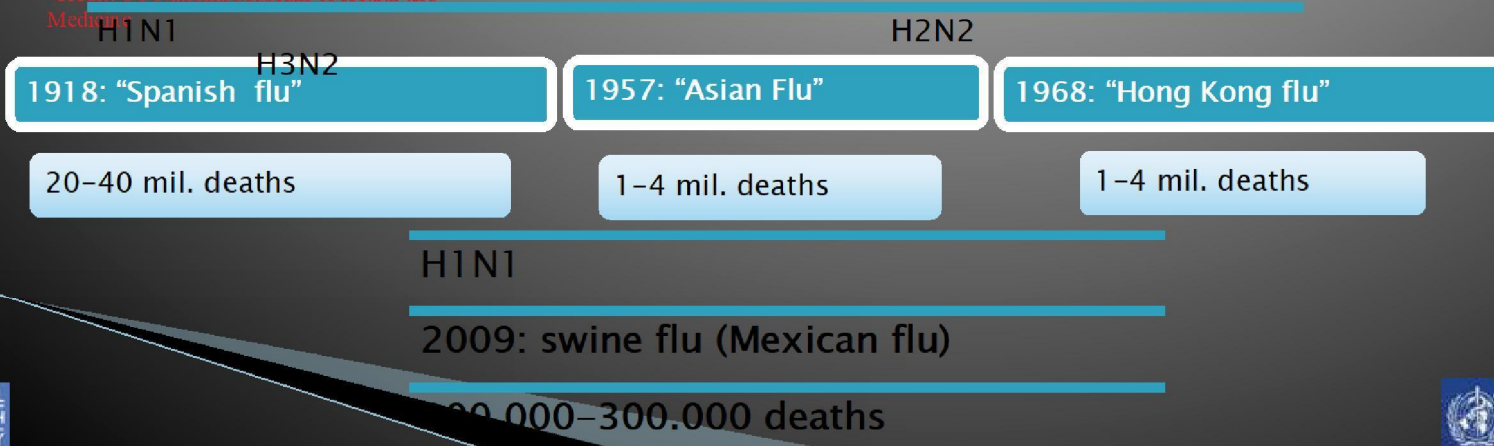 Medicine
H1N1
H2N2
H3N2
1918: “Spanish flu”
1957: “Asian Flu”
1968: “Hong Kong flu”
20-40 mil. deaths
1-4 mil. deaths
1-4 mil. deaths
H1N1
2009: swine flu (Mexican flu)
00.000-300.000 deaths